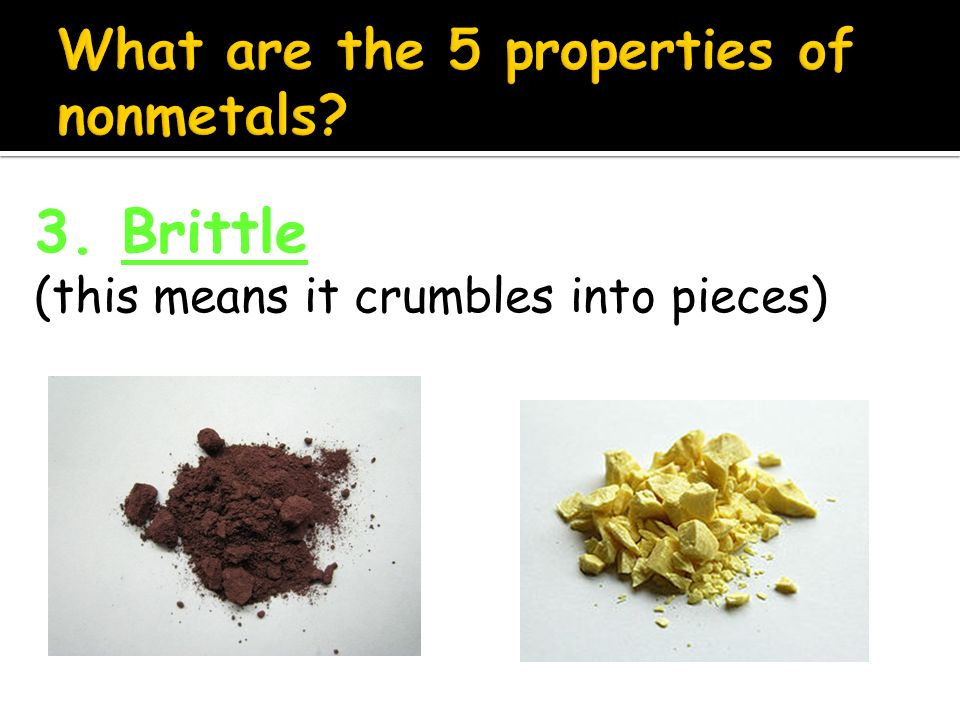 What are the 5 properties of
nonmetals?
3. Brittle
(this means it crumbles into pieces)